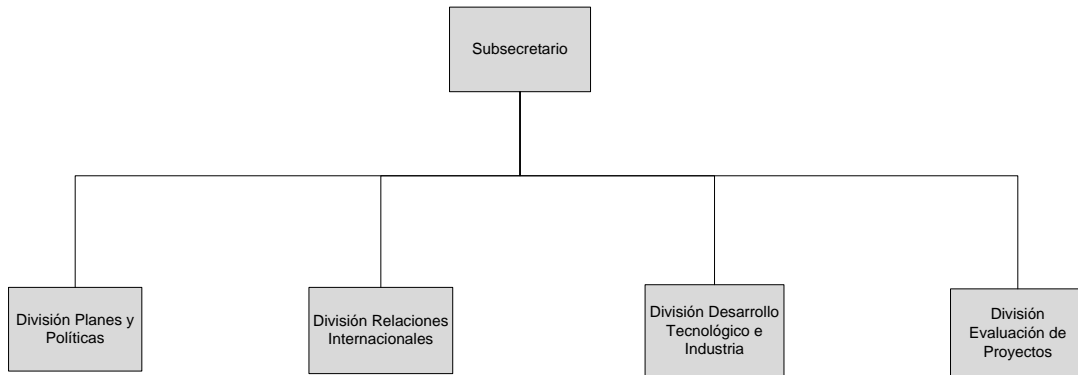 Subsecretario
División Planes y
Políticas
División Relaciones
Internacionales
División Desarrollo
Tecnológico e
Industria
División
Evaluación de
Proyectos